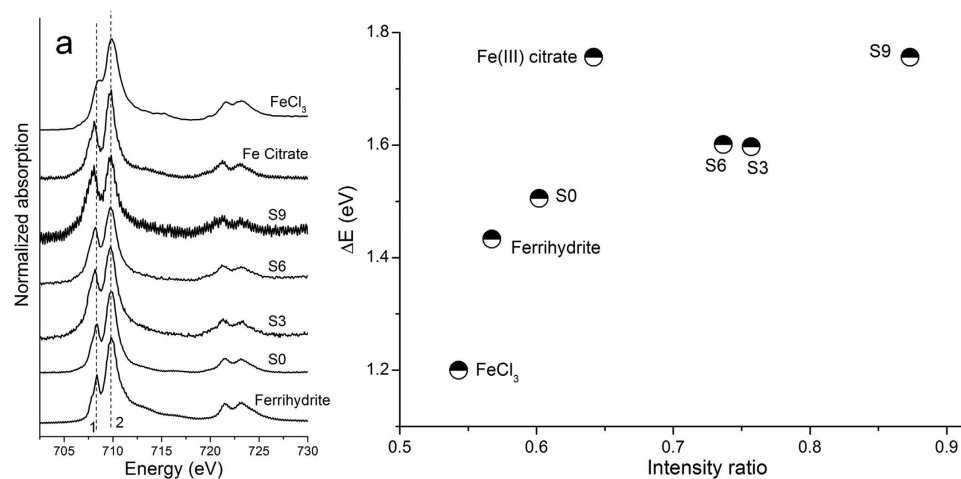 a
FeCl3
Fe Citrate
S9
S6
S3
S0
Ferrihydrite
1
2
705 710 715 720 725 730
Energy (eV)
Normalized absorption
1.8
1.6
1.4
1.2
ΔE (eV)
Fe(III) citrate
S9
S6
S3
S0
Ferrihydrite
FeCl3
0.5 0.6 0.7 0.8 0.9
Intensity ratio